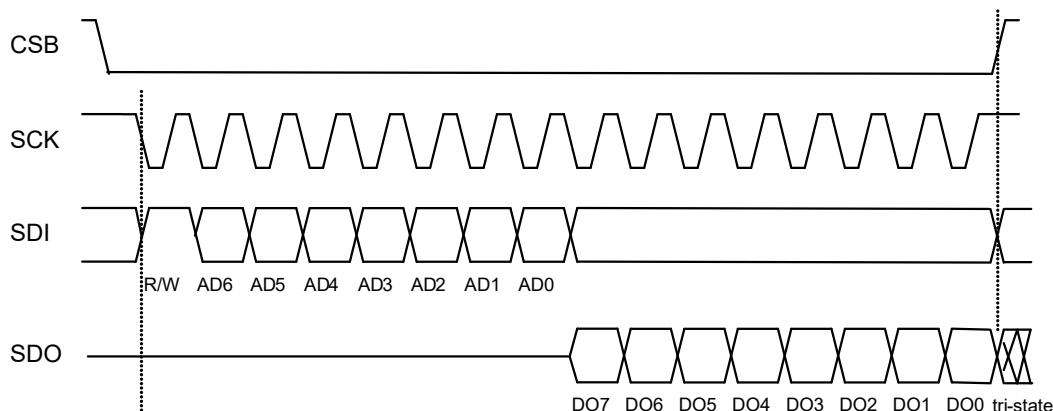 CSB
SCK
SDI
R/W AD6 AD5 AD4 AD3 AD2 AD1 AD0
SDO
DO7 DO6 DO5 DO4 DO3 DO2 DO1 DO0 tri-state